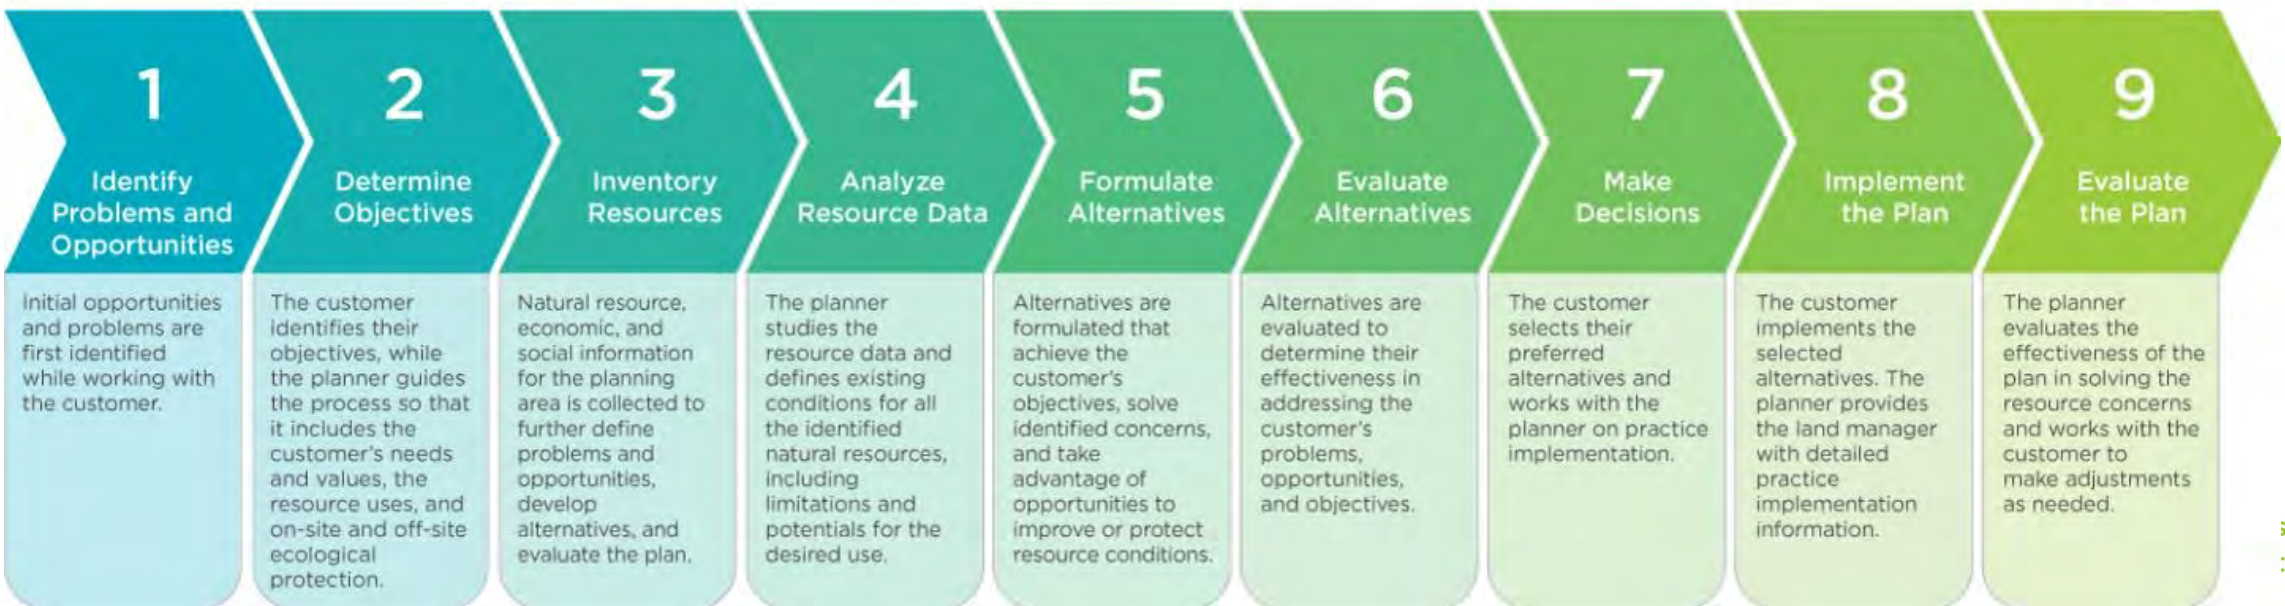 1
Identify
Problems and
Opportunities
Initial opportunities
and problems are
first identified
while working with
the customer.
2
Determine
Objectives
The customer
identifies their
objectives, while
the planner guides
the process so that
it includes the
customer's needs
and values, the
resource uses, and
on-site and off-site
ecological
protection.
3
Inventory
Resources
Natural resource,
economic, and
social information
for the planning
area is collected to
further define
problems and
opportunities,
develop
alternatives, and
evaluate the plan.
4
Analyze
Resource Data
The planner
studies the
resource data and
defines existing
conditions for all
the identified
natural resources,
including
limitations and
potentials for the
desired use.
5
Formulate
Alternatives
Alternatives are
formulated that
achieve the
customer's
objectives, solve
identified concerns,
and take
advantage of
opportunities to
improve or protect
resource conditions.
6
Evaluate
Alternatives
Alternatives are
evaluated to
determine their
effectiveness in
addressing the
customer's
problems,
opportunities,
and objectives.
7
Make
Decisions
The customer
selects their
preferred
alternatives and
works with the
planner on practice
implementation.
8
Implement
the Plan
The customer
implements the
selected
alternatives. The
planner provides
the land manager
with detailed
practice
implementation
information.
9
Evaluate
the Plan
The planner
evaluates the
effectiveness of the
plan in solving the
resource concerns
and works with the
customer to
make adjustments
as needed.